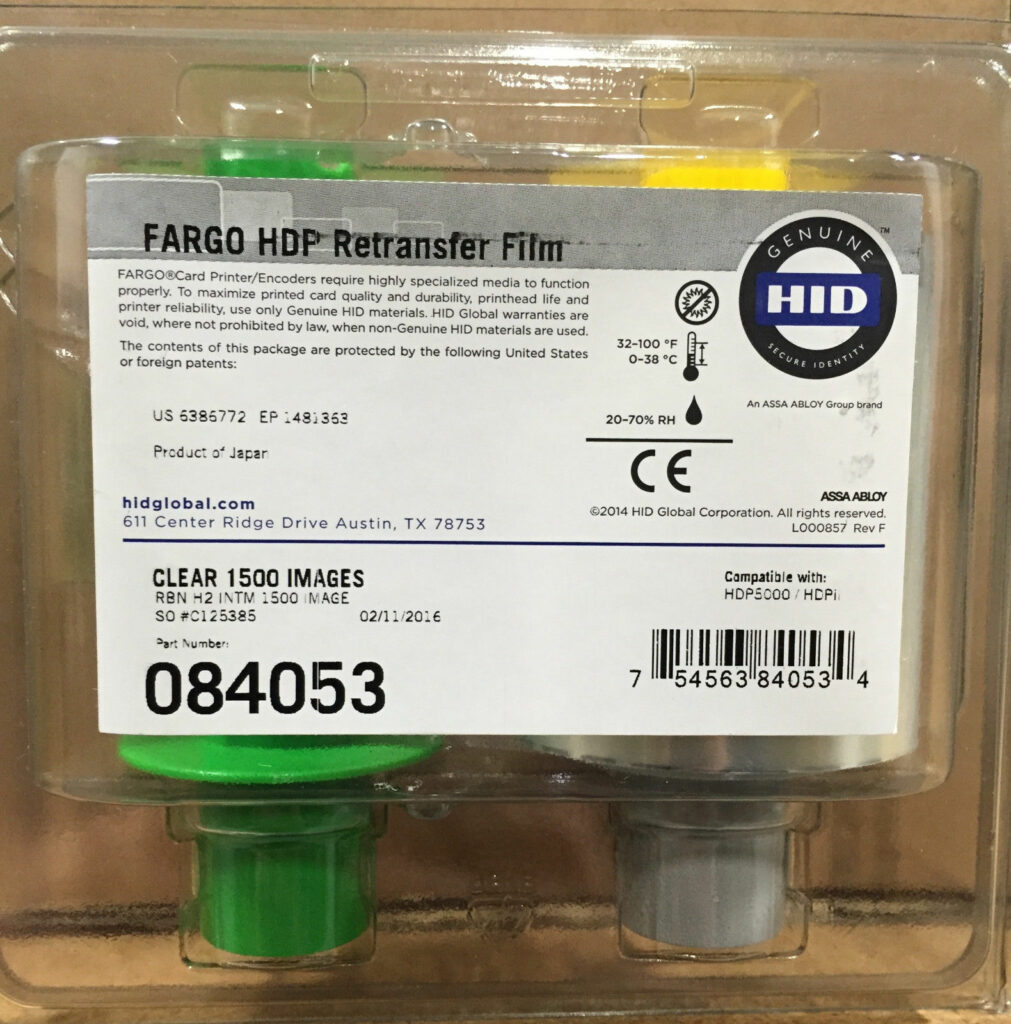 FARGO HDP Retransfer Film
FARGO®Card Printer/Encoders require highly specialized media to function
properly. To maximize printed card quality and durability, printhead life and
printer reliability, use only Genuine HID materials. HID Global warranties are
void, where not prohibited by law, when non-Genuine HID materials are used.
The contents of this package are protected by the following United States
or foreign patents:
US 6386772 EP 1481363
Product of Japan
hidglobal.com
611 Center Ridge Drive Austin, TX 78753
GENUINE
™
HID
SECURE IDENTITY
An ASSA ABLOY Group brand
32-100 °F
0-38 °C
20-70% RH
CE
ASSA ABLOY
©2014 HID Global Corporation. All rights reserved.
L000857 Rev F
CLEAR 1500 IMAGES
RBN H2 INTM 1500 IMAGE
SO #C125385 02/11/2016
Part Number:
084053
Compatible with:
HDP5000 / HDPii
7 54563 84053 4